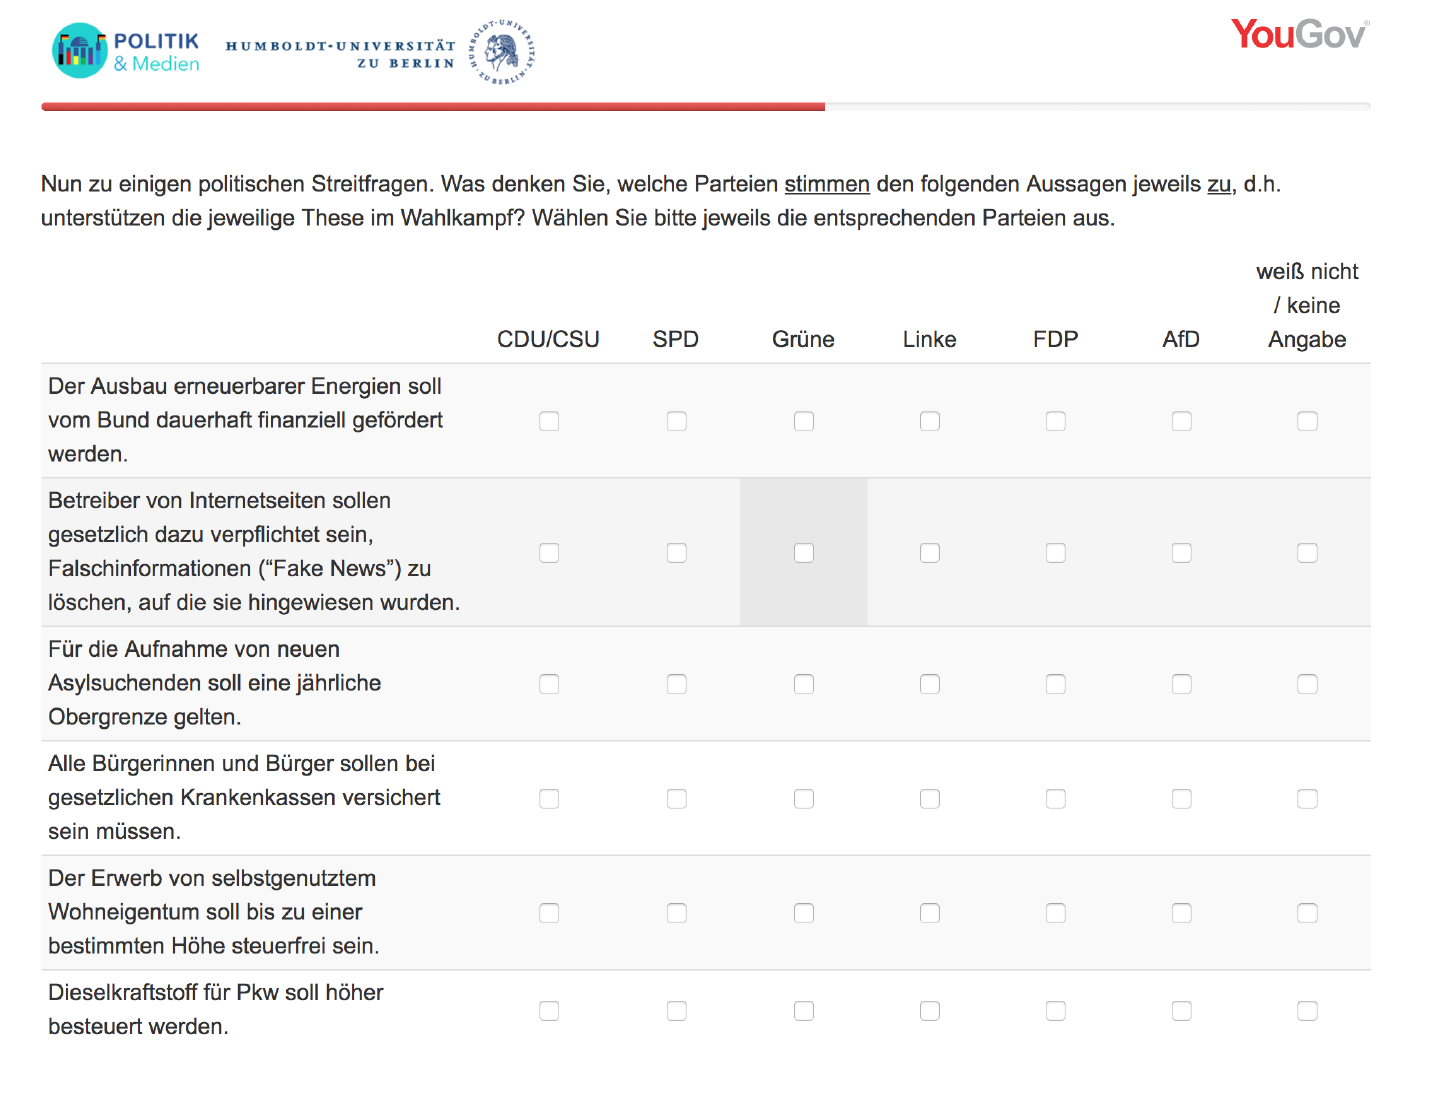 POLITIK
& Medien
HUMBOLDT-UNIVERSITÄT
ZU BERLIN
HUMBOLDT-UNIVERSITÄT · ZU BERLIN ·
YouGov®
Nun zu einigen politischen Streitfragen. Was denken Sie, welche Parteien stimmen den folgenden Aussagen jeweils zu, d.h.
unterstützen die jeweilige These im Wahlkampf? Wählen Sie bitte jeweils die entsprechenden Parteien aus.
weiß nicht
/ keine
CDU/CSU SPD Grüne Linke FDP AfD Angabe
Der Ausbau erneuerbarer Energien soll
vom Bund dauerhaft finanziell gefördert
werden.
Betreiber von Internetseiten sollen
gesetzlich dazu verpflichtet sein,
Falschinformationen (“Fake News”) zu
löschen, auf die sie hingewiesen wurden.
Für die Aufnahme von neuen
Asylsuchenden soll eine jährliche
Obergrenze gelten.
Alle Bürgerinnen und Bürger sollen bei
gesetzlichen Krankenkassen versichert
sein müssen.
Der Erwerb von selbstgenutztem
Wohneigentum soll bis zu einer
bestimmten Höhe steuerfrei sein.
Dieselkraftstoff für Pkw soll höher
besteuert werden.